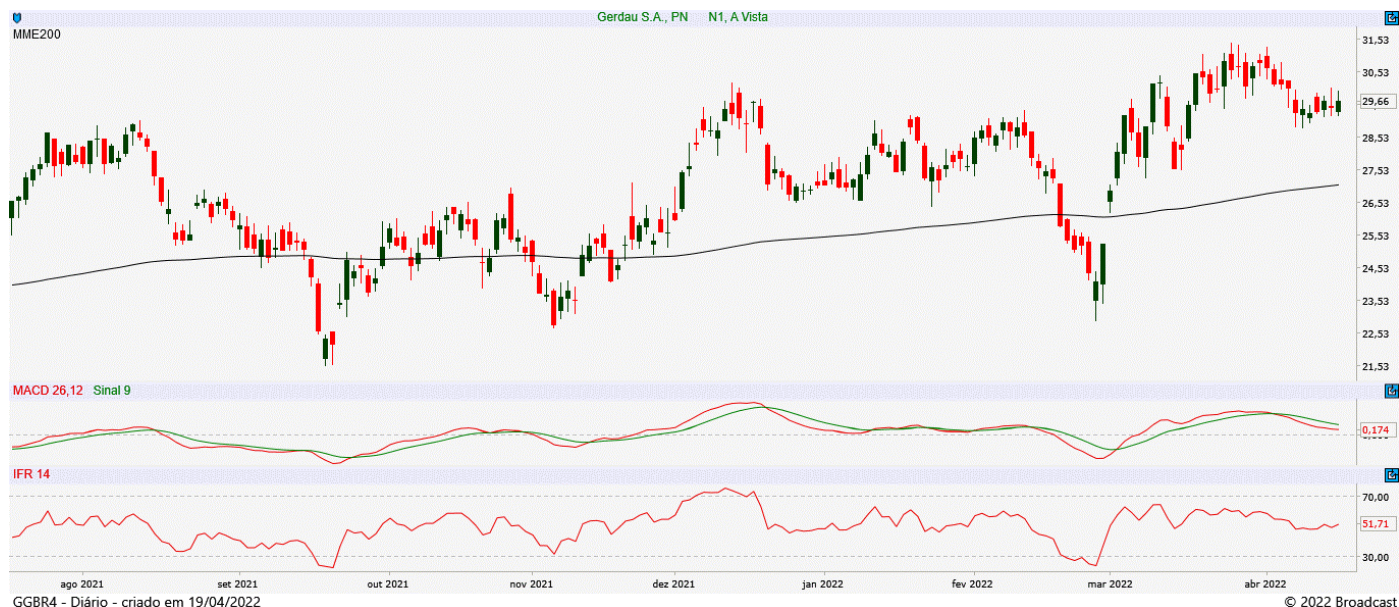 Gerdau S.A., PN N1, A Vista
MME200
31,53
30,53
29,66
28,53
27,53
26,53
25,53
24,53
23,53
22,53
21,53
MACD 26,12 Sinal 9
0,174
IFR 14
70,00
51,71
30,00
ago 2021 set 2021 out 2021 nov 2021 dez 2021 jan 2022 fev 2022 mar 2022 abr 2022
GGBR4 - Diário - criado em 19/04/2022 © 2022 Broadcast